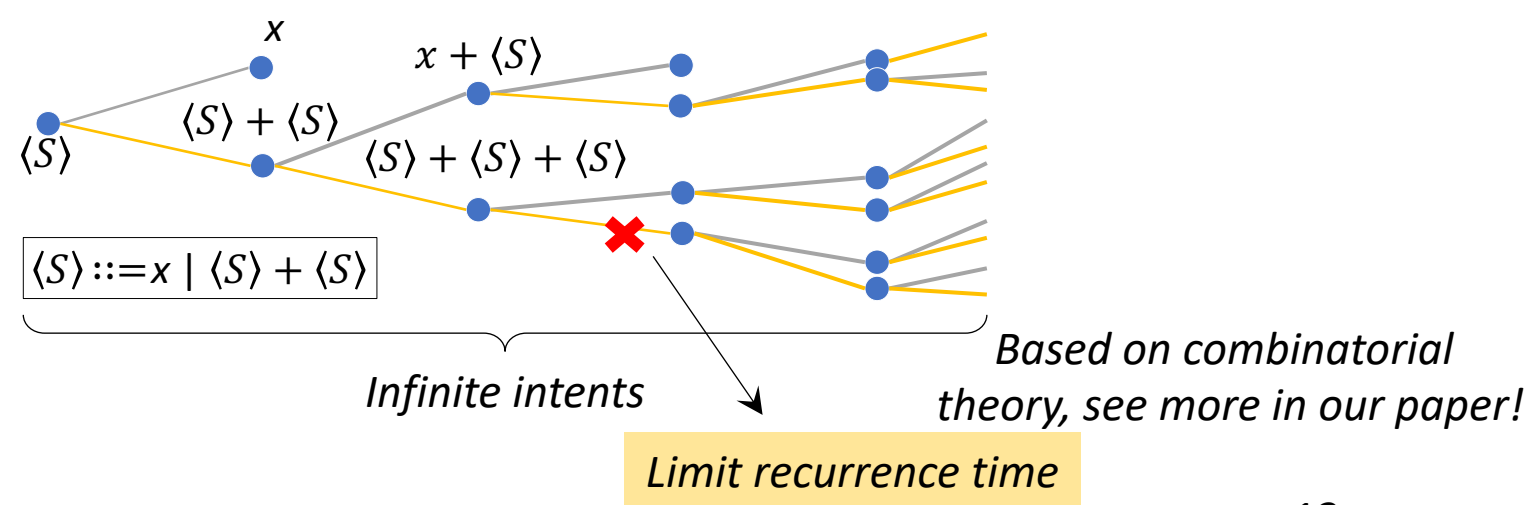 x
x + ⟨S⟩
⟨S⟩ + ⟨S⟩
⟨S⟩
⟨S⟩ + ⟨S⟩ + ⟨S⟩
⟨S⟩ ::= x | ⟨S⟩ + ⟨S⟩
Infinite intents
Based on combinatorial
theory, see more in our paper!
Limit recurrence time